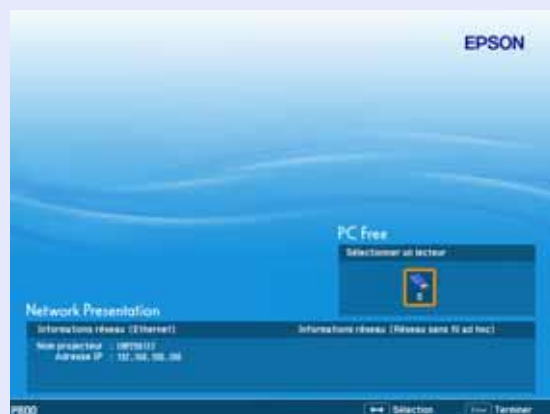 EPSON
PC Free
Sélectionner un lecteur
Network Presentation
Informations réseau (Ethernet)
Informations réseau (Réseau sans fil ad hoc)
Nom projecteur :
Adresse IP :
Sélection
Terminer